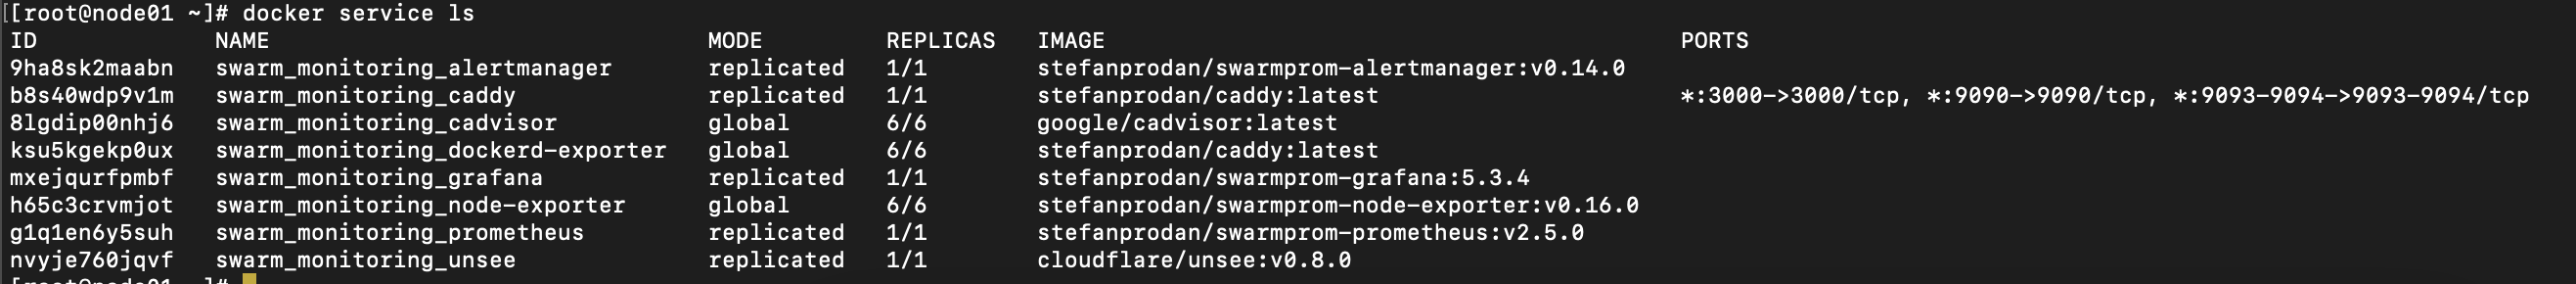 [[root@node01 ~]# docker service ls
ID NAME MODE REPLICAS IMAGE PORTS
9ha8sk2maabn swarm_monitoring_alertmanager replicated 1/1 stefanprodan/swarmprom-alertmanager:v0.14.0
b8s40wdp9v1m swarm_monitoring_caddy replicated 1/1 stefanprodan/caddy:latest *:3000->3000/tcp, *:9090->9090/tcp, *:9093-9094->9093-9094/tcp
8lgdip00nhj6 swarm_monitoring_cadvisor global 6/6 google/cadvisor:latest
ksu5kgekp0ux swarm_monitoring_dockerd-exporter global 6/6 stefanprodan/caddy:latest
mxejqurfpmbf swarm_monitoring_grafana replicated 1/1 stefanprodan/swarmprom-grafana:5.3.4
h65c3crvmjot swarm_monitoring_node-exporter global 6/6 stefanprodan/swarmprom-node-exporter:v0.16.0
g1q1en6y5suh swarm_monitoring_prometheus replicated 1/1 stefanprodan/swarmprom-prometheus:v2.5.0
nvyje760jqvf swarm_monitoring_unsee replicated 1/1 cloudflare/unsee:v0.8.0
[root@node01 ~]#